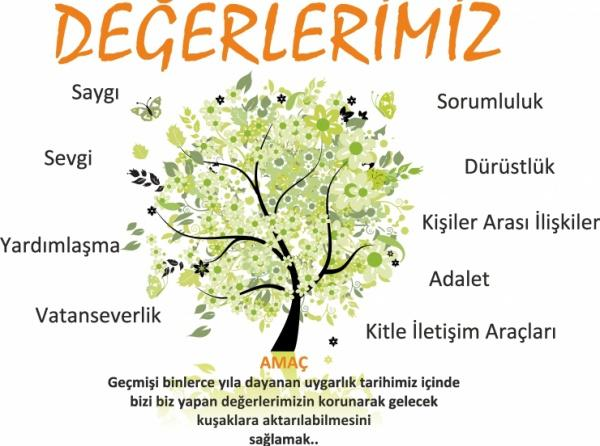 DEĞERLERİMİZ
Saygı
Sevgi
Yardımlaşma
Vatanseverlik
Sorumluluk
Dürüstlük
Kişiler Arası İlişkiler
Adalet
Kitle İletişim Araçları
AMAÇ
Geçmişi binlerce yıla dayanan uygarlık tarihimiz içinde
bizi biz yapan değerlerimizin korunarak gelecek
kuşaklara aktarılabilmesini
sağlamak..